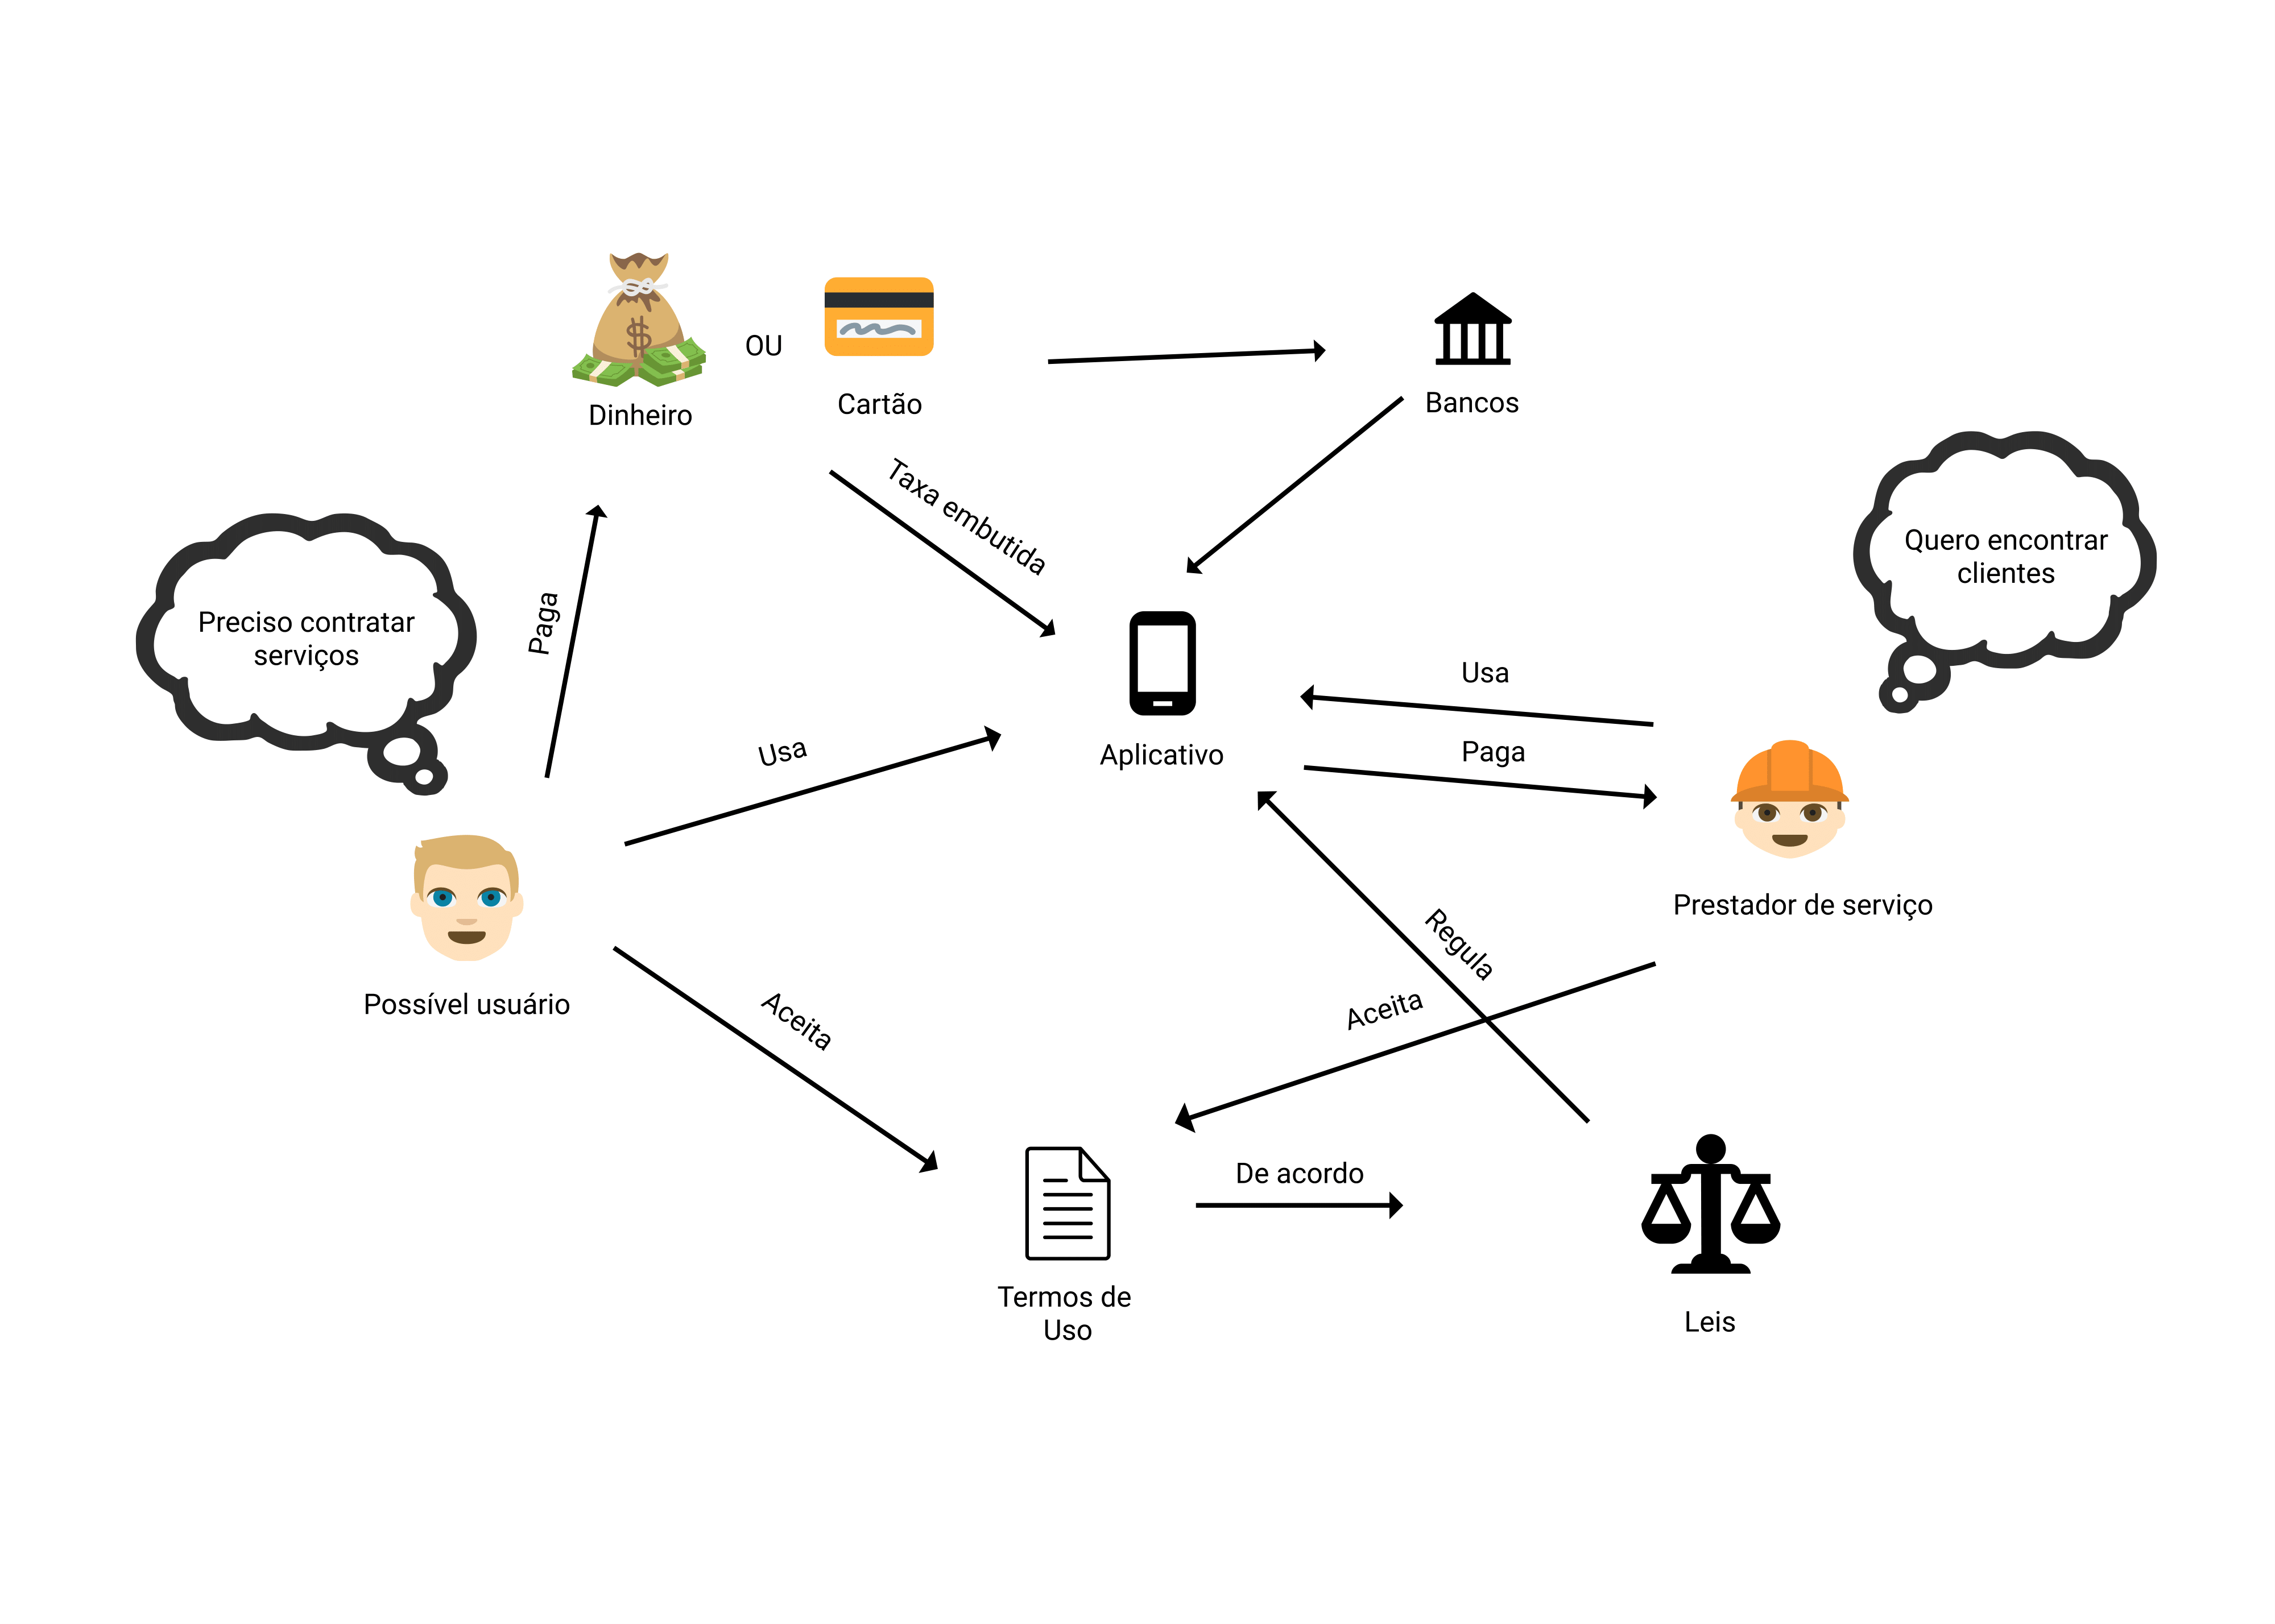 OU
Dinheiro
Cartão
Bancos
Taxa embutida
Quero encontrar
clientes
Preciso contratar
serviços
Paga
Usa
Usa
Paga
Aplicativo
Prestador de serviço
Regula
Possível usuário
Aceita
Aceita
De acordo
Termos de
Uso
Leis